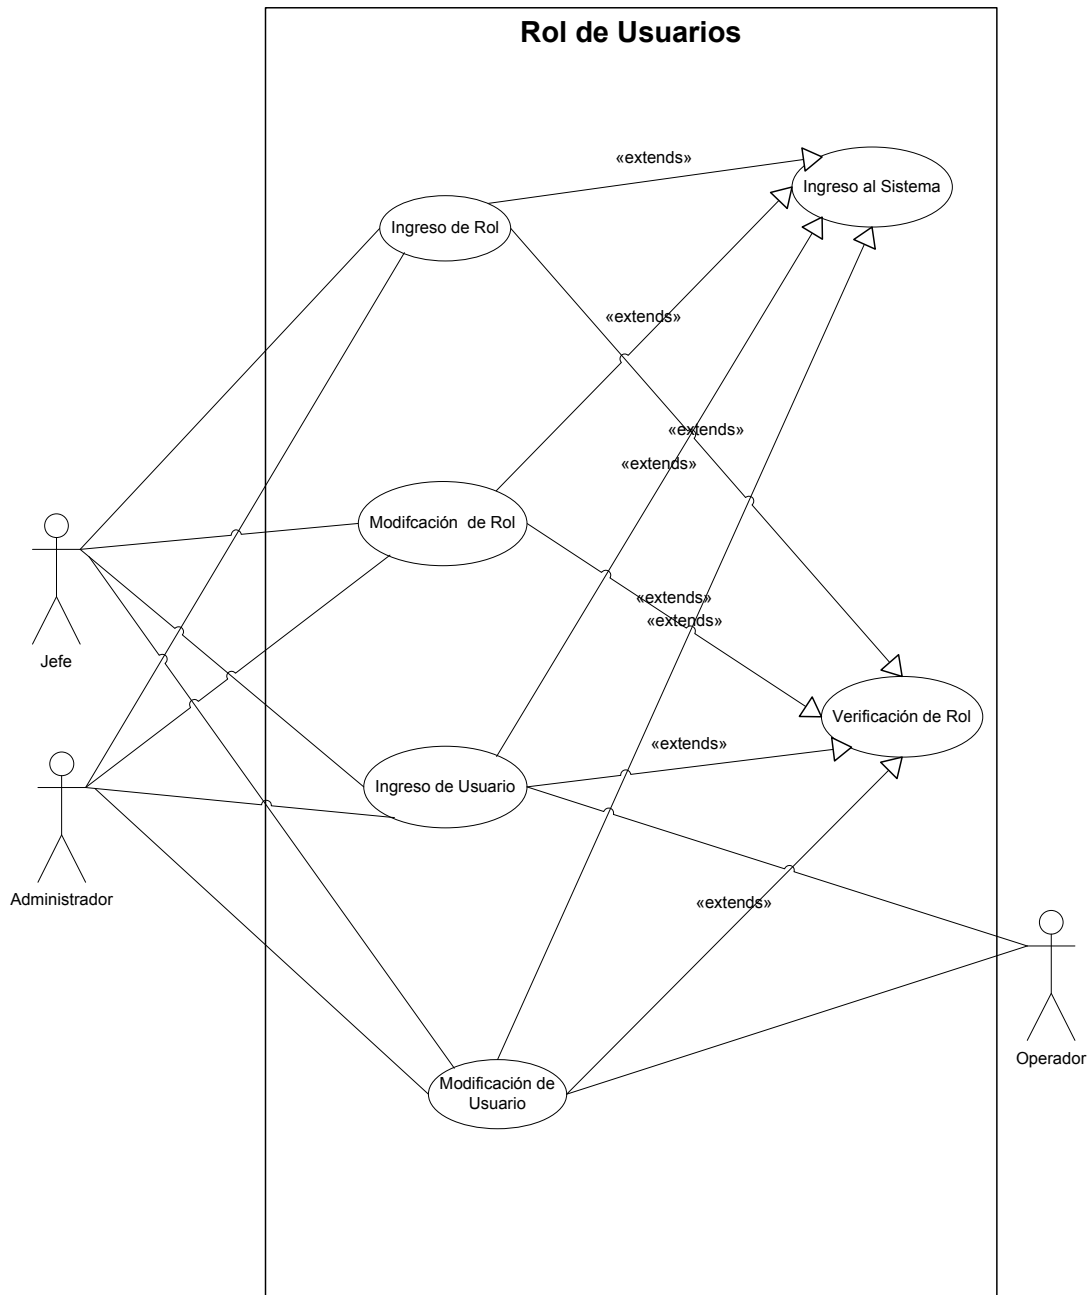 Rol de Usuarios
«extends»
Ingreso al Sistema
Ingreso de Rol
«extends»
«extends»
«extends»
Modifcación  de Rol
«extends»
«extends»
Jefe
Verificación de Rol
«extends»
Ingreso de Usuario
Administrador
«extends»
Operador
Modificación de
Usuario